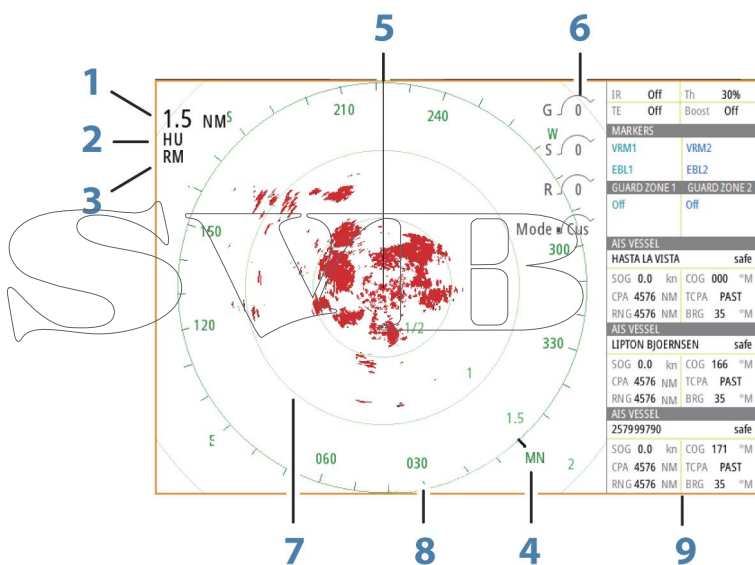 5
6
1
2
3
1.5 NM
HU
RM
S
210
240
W
300
330
MN
030
060
E
120
150
1/2
1
1.5
2
G 0
S 0
R 0
Mode Cus
IR Off Th 30%
TE Off Boost Off
MARKERS
VRM1 VRM2
EBL1 EBL2
GUARD ZONE 1 GUARD ZONE 2
Off Off
AIS VESSEL
HASTA LA VISTA safe
SOG 0.0 kn COG 000 °M
CPA 4576 NM TCPA PAST
RNG 4576 NM BRG 35 °M
AIS VESSEL
LIPTON BJOERNSEN safe
SOG 0.0 kn COG 166 °M
CPA 4576 NM TCPA PAST
RNG 4576 NM BRG 35 °M
AIS VESSEL
257999790 safe
SOG 0.0 kn COG 171 °M
CPA 4576 NM TCPA PAST
RNG 4576 NM BRG 35 °M
SVB
7
8
4
9